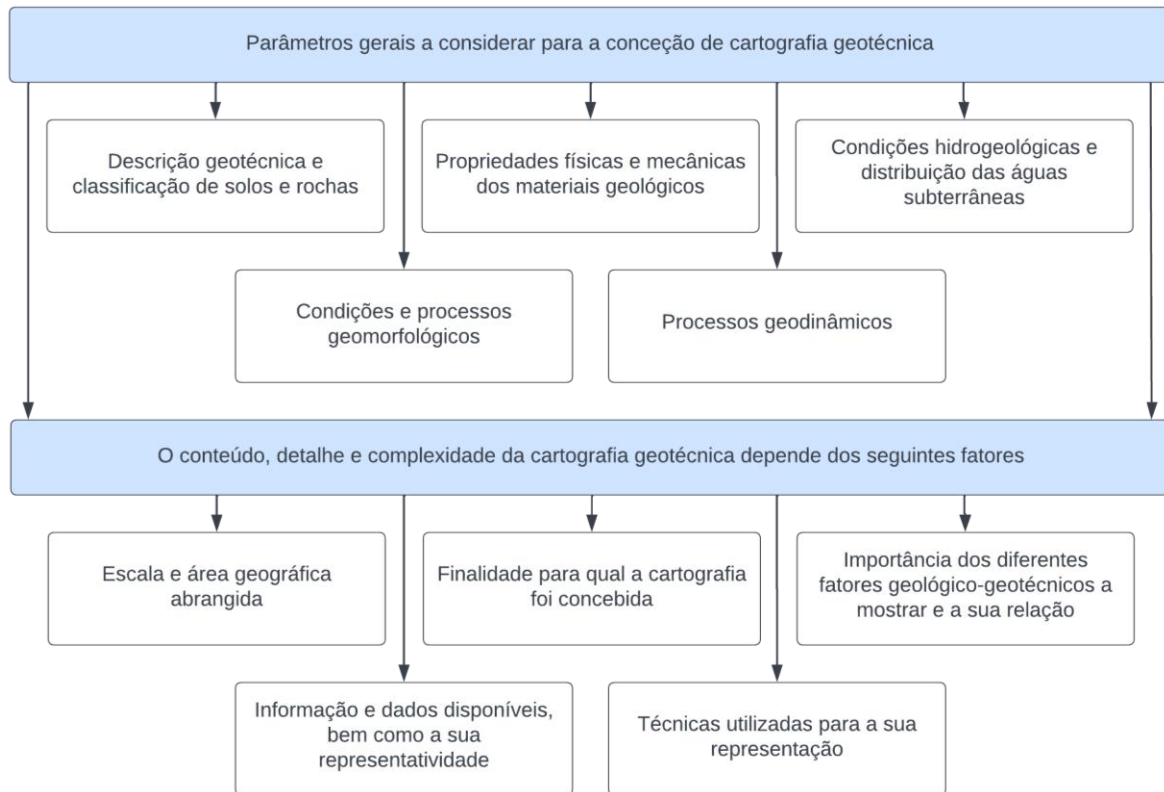 Parâmetros gerais a considerar para a conceção de cartografia geotécnica
Descrição geotécnica e
classificação de solos e rochas
Propriedades físicas e mecânicas
dos materiais geológicos
Condições hidrogeológicas e
distribuição das águas
subterrâneas
Condições e processos
geomorfológicos
Processos geodinâmicos
O conteúdo, detalhe e complexidade da cartografia geotécnica depende dos seguintes fatores
Escala e área geográfica
abrangida
Finalidade para qual a cartografia
foi concebida
Importância dos diferentes
fatores geológico-geotécnicos a
mostrar e a sua relação
Informação e dados disponíveis,
bem como a sua
representatividade
Técnicas utilizadas para a sua
representação